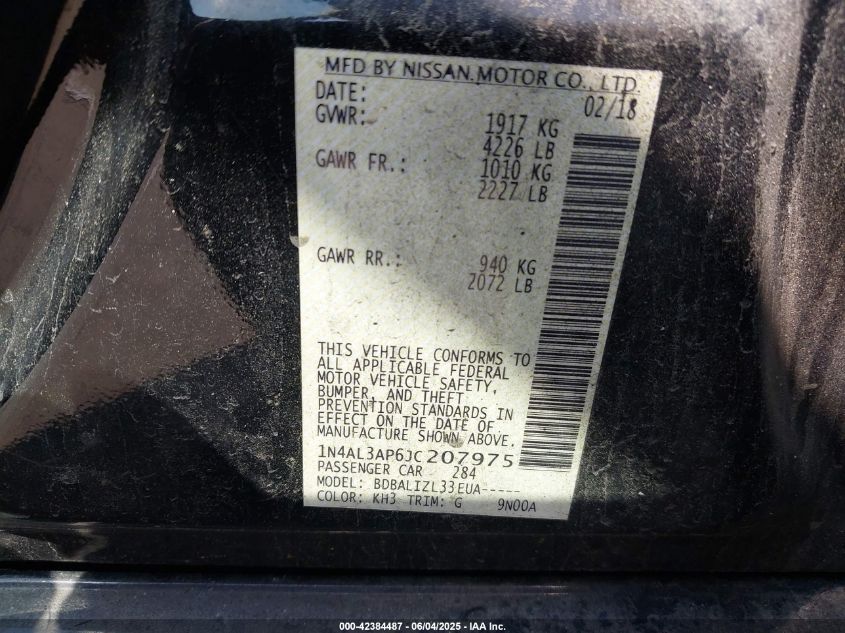 MFD BY NISSAN MOTOR CO., LTD.
DATE: 02/18
GVWR: 1917 KG
4226 LB
GAWR FR.: 1010 KG
2227 LB
GAWR RR.: 940 KG
2072 LB
THIS VEHICLE CONFORMS TO
ALL APPLICABLE FEDERAL
MOTOR VEHICLE SAFETY,
BUMPER, AND THEFT
PREVENTION STANDARDS IN
EFFECT ON THE DATE OF
MANUFACTURE SHOWN ABOVE.
1N4AL3AP6JC207975
PASSENGER CAR 284
MODEL: BDBALIZL33EUA-----
COLOR: KH3 TRIM: G 9N00A
000-42384487 - 06/04/2025 - IAA Inc.